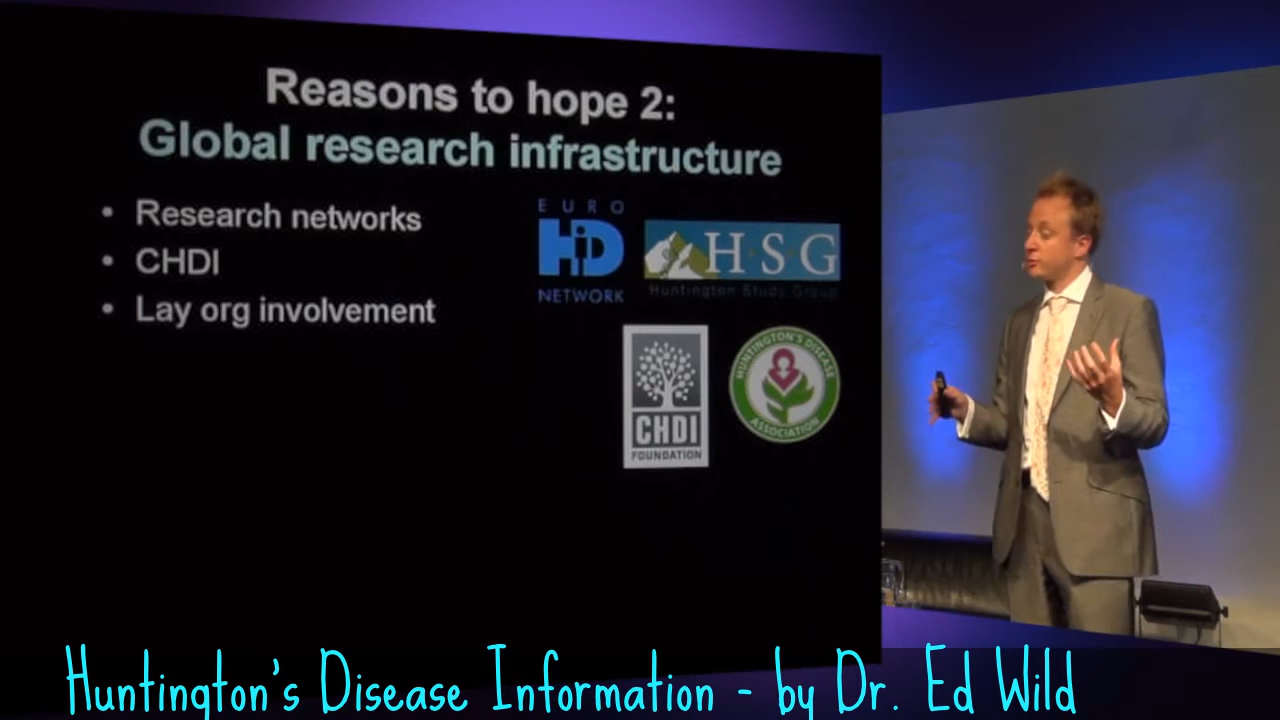 Reasons to hope 2:
Global research infrastructure
• Research networks
• CHDI
• Lay org involvement
EURO
HD
NETWORK
H·S·G
Huntington Study Group
CHDI
FOUNDATION
HUNTINGTON'S DISEASE
ASSOCIATION
Huntington's Disease Information - by Dr. Ed Wild